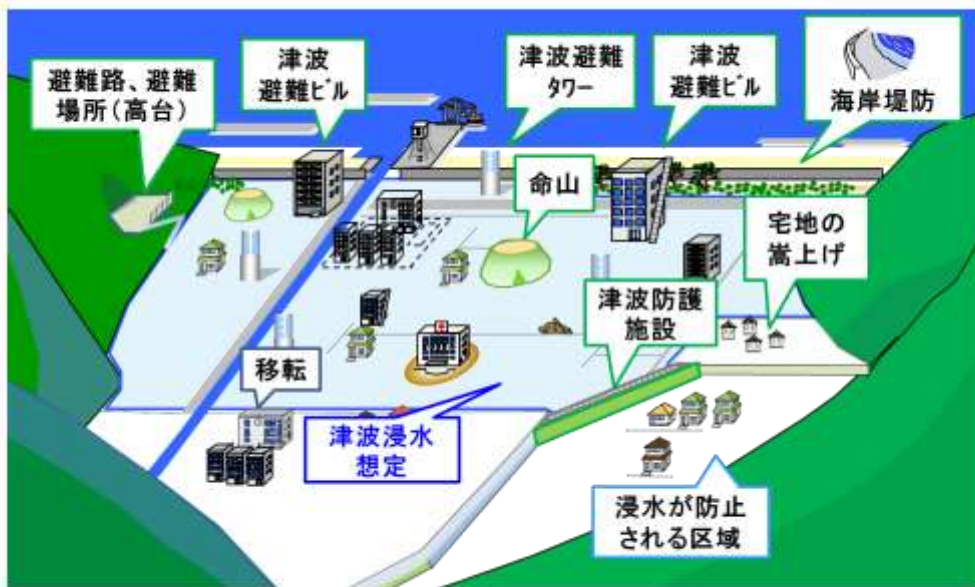 避難路、避難
場所(高台)
津波
避難ビル
津波避難
タワー
津波
避難ビル
海岸堤防
命山
宅地の
嵩上げ
津波防護
施設
移転
津波浸水
想定
浸水が防止
される区域